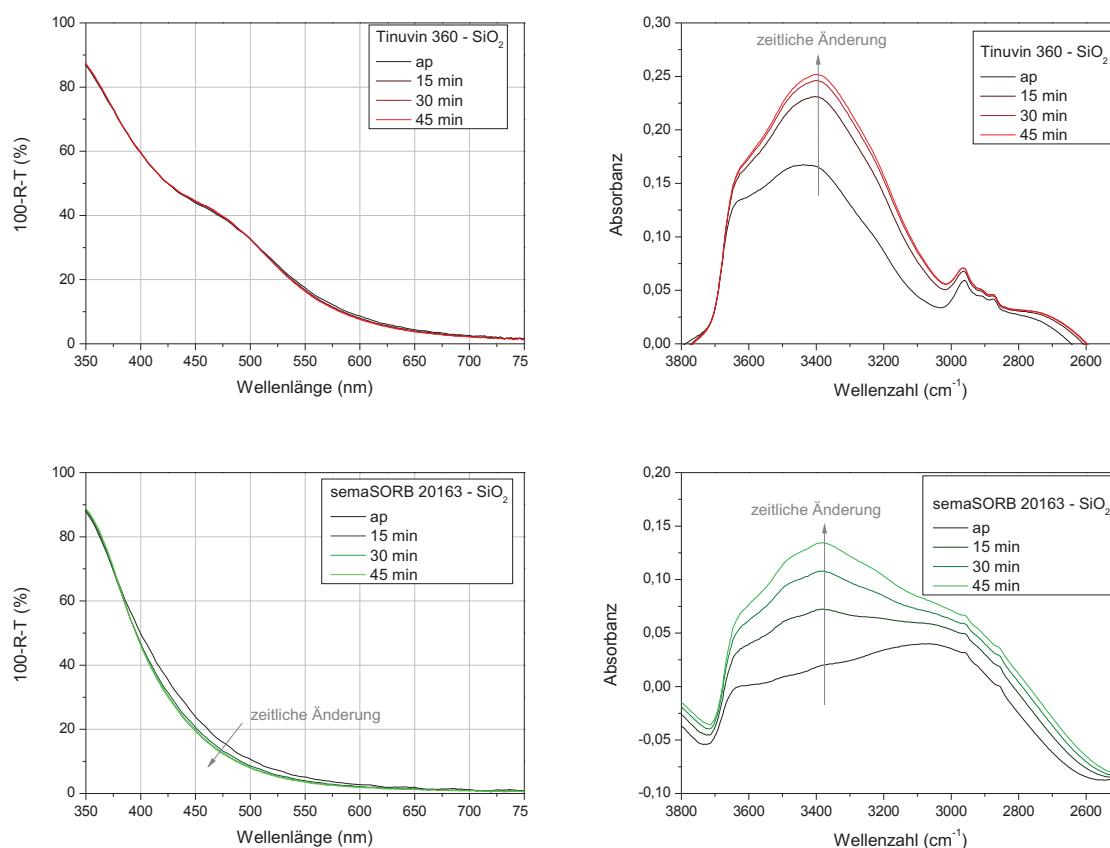 100
80
60
40
20
0
350
400
450
500
550
600
650
700
75
100-R-T (%)
Wellenlänge (nm)
Tinuvin 360 - SiO2
ap
15 min
30 min
45 min
0,30
0,25
0,20
0,15
0,10
0,05
0,00
3800
3600
3400
3200
3000
2800
2600
Absorbanz
Wellenzahl (cm-1)
zeitliche Änderung
Tinuvin 360 - SiO2
ap
15 min
30 min
45 min
100
80
60
40
20
0
350
400
450
500
550
600
650
700
75
100-R-T (%)
Wellenlänge (nm)
semaSORB 20163 - SiO2
ap
15 min
30 min
45 min
zeitliche Änderung
0,20
0,15
0,10
0,05
0,00
-0,05
-0,10
3800
3600
3400
3200
3000
2800
2600
Absorbanz
Wellenzahl (cm-1)
zeitliche Änderung
semaSORB 20163 - SiO2
ap
15 min
30 min
45 min